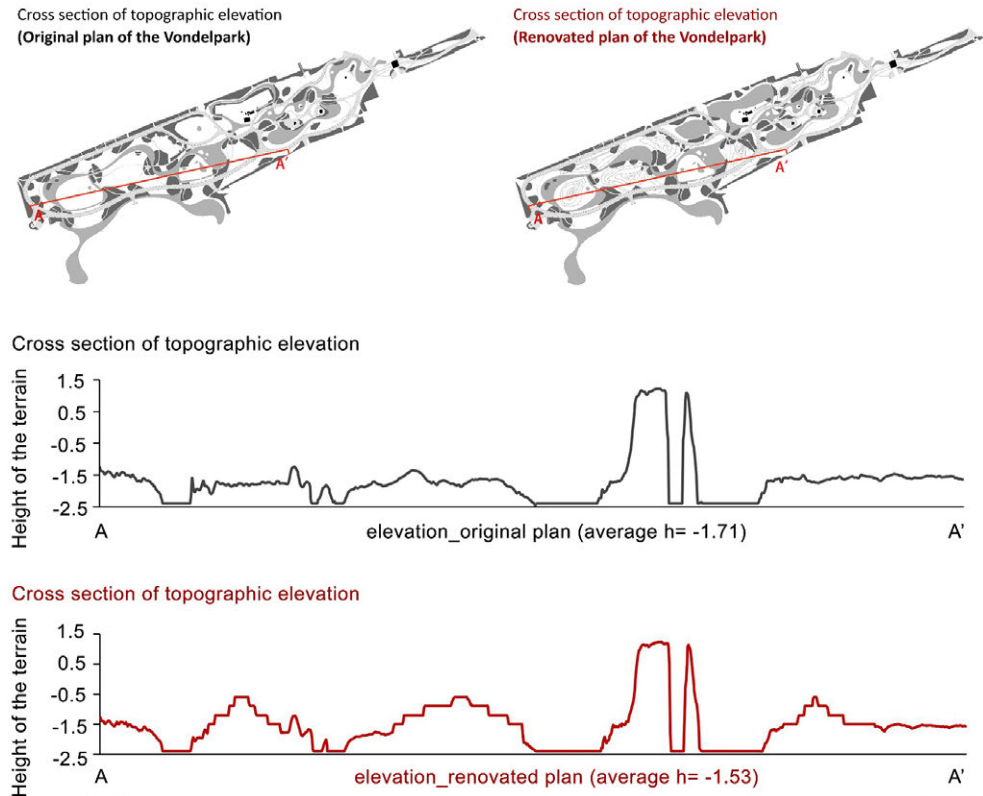 Cross section of topographic elevation
(Original plan of the Vondelpark)
Cross section of topographic elevation
(Renovated plan of the Vondelpark)
A
A'
A
A'
Cross section of topographic elevation
Height of the terrain
1.5
0.5
-0.5
-1.5
-2.5
A
elevation_original plan (average h= -1.71)
A'
Cross section of topographic elevation
Height of the terrain
1.5
0.5
-0.5
-1.5
-2.5
A
elevation_renovated plan (average h= -1.53)
A'